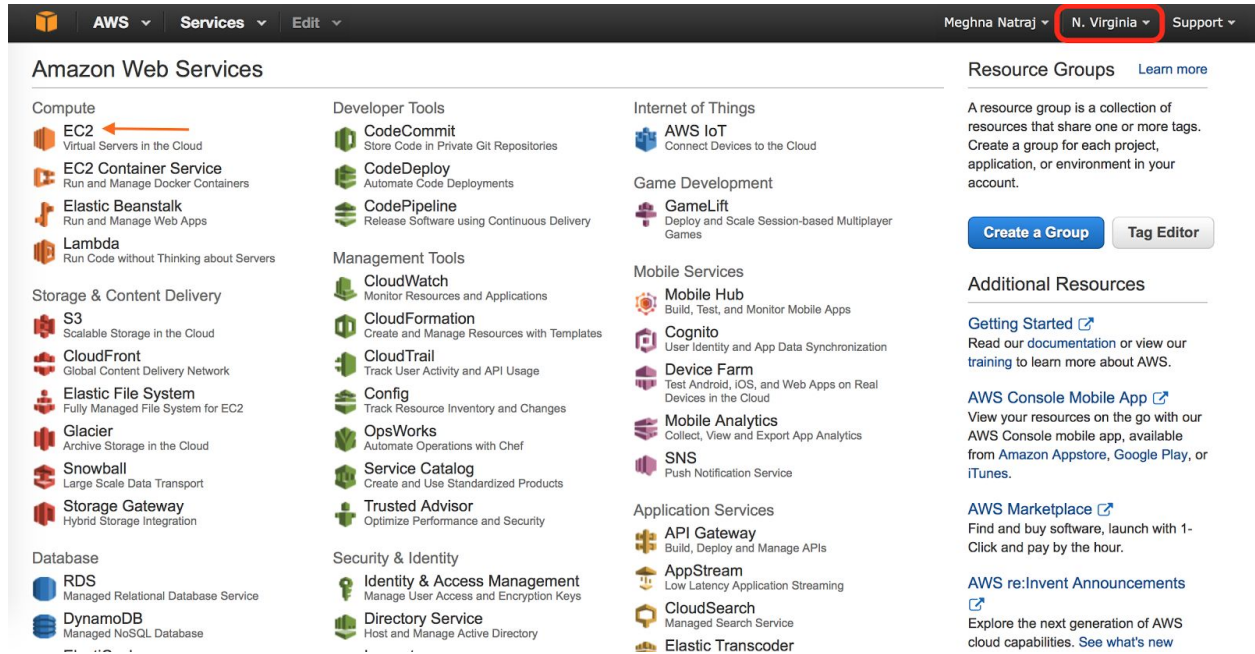 AWS Services Edit Meghna Natraj N. Virginia Support
Amazon Web Services
Compute
EC2
Virtual Servers in the Cloud
EC2 Container Service
Run and Manage Docker Containers
Elastic Beanstalk
Run and Manage Web Apps
Lambda
Run Code without Thinking about Servers
Storage & Content Delivery
S3
Scalable Storage in the Cloud
CloudFront
Global Content Delivery Network
Elastic File System
Fully Managed File System for EC2
Glacier
Archive Storage in the Cloud
Snowball
Large Scale Data Transport
Storage Gateway
Hybrid Storage Integration
Database
RDS
Managed Relational Database Service
DynamoDB
Managed NoSQL Database
Developer Tools
CodeCommit
Store Code in Private Git Repositories
CodeDeploy
Automate Code Deployments
CodePipeline
Release Software using Continuous Delivery
Management Tools
CloudWatch
Monitor Resources and Applications
CloudFormation
Create and Manage Resources with Templates
CloudTrail
Track User Activity and API Usage
Config
Track Resource Inventory and Changes
OpsWorks
Automate Operations with Chef
Service Catalog
Create and Use Standardized Products
Trusted Advisor
Optimize Performance and Security
Security & Identity
Identity & Access Management
Manage User Access and Encryption Keys
Directory Service
Host and Manage Active Directory
Internet of Things
AWS IoT
Connect Devices to the Cloud
Game Development
GameLift
Deploy and Scale Session-based Multiplayer
Games
Mobile Services
Mobile Hub
Build, Test, and Monitor Mobile Apps
Cognito
User Identity and App Data Synchronization
Device Farm
Test Android, iOS, and Web Apps on Real
Devices in the Cloud
Mobile Analytics
Collect, View and Export App Analytics
SNS
Push Notification Service
Application Services
API Gateway
Build, Deploy and Manage APIs
AppStream
Low Latency Application Streaming
CloudSearch
Managed Search Service
Elastic Transcoder
Resource Groups Learn more
A resource group is a collection of
resources that share one or more tags.
Create a group for each project,
application, or environment in your
account.
Create a Group Tag Editor
Additional Resources
Getting Started
Read our documentation or view our
training to learn more about AWS.
AWS Console Mobile App
View your resources on the go with our
AWS Console mobile app, available
from Amazon Appstore, Google Play, or
iTunes.
AWS Marketplace
Find and buy software, launch with 1-
Click and pay by the hour.
AWS re:Invent Announcements
Explore the next generation of AWS
cloud capabilities. See what's new